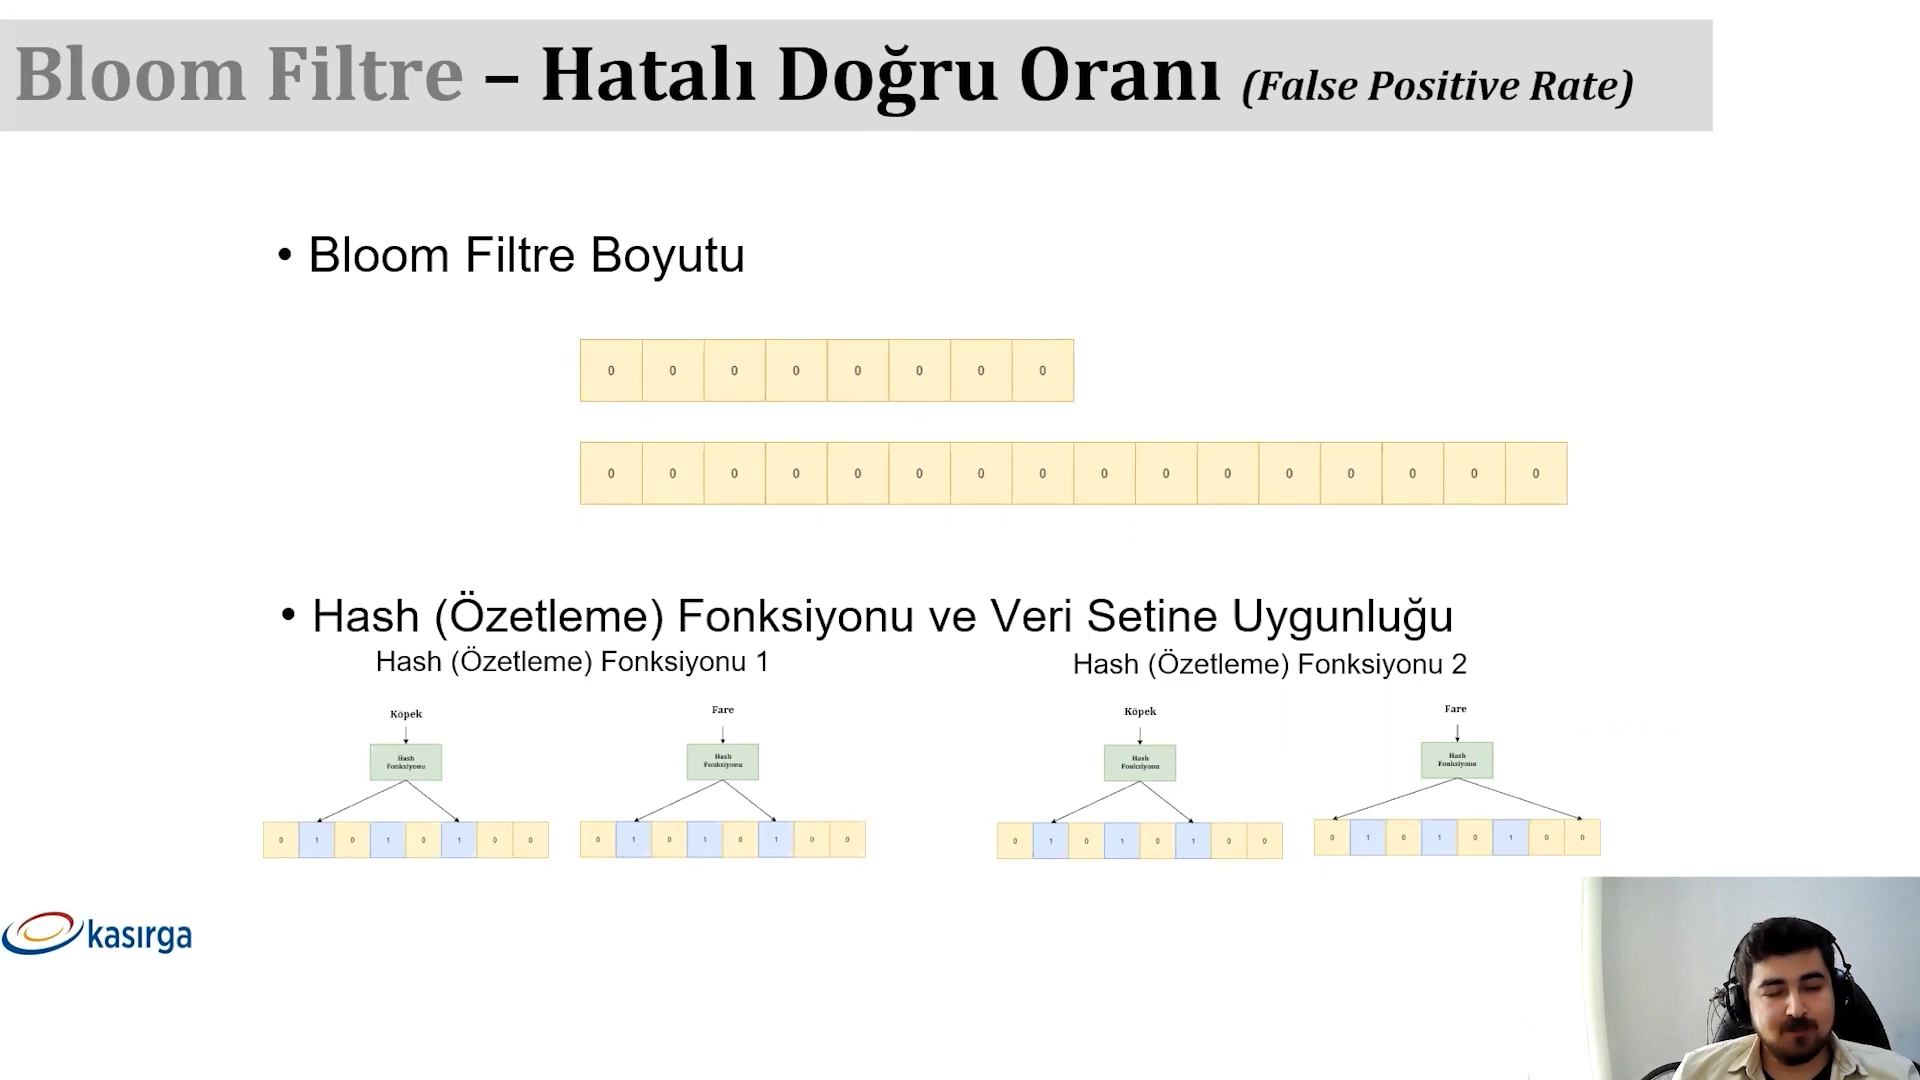 Bloom Filtre – Hatalı Doğru Oranı (False Positive Rate)
• Bloom Filtre Boyutu
0 0 0 0 0 0 0 0
0 0 0 0 0 0 0 0 0 0 0 0 0 0 0 0
• Hash (Özetleme) Fonksiyonu ve Veri Setine Uygunluğu
Hash (Özetleme) Fonksiyonu 1
Hash (Özetleme) Fonksiyonu 2
Köpek
Fare
Köpek
Fare
Hash
Fonksiyonu
Hash
Fonksiyonu
Hash
Fonksiyonu
Hash
Fonksiyonu
0 1 0 1 0 1 0 0
0 1 0 1 0 1 0 0
0 1 0 1 0 1 0 0
0 1 0 1 0 1 0 0
kasırga